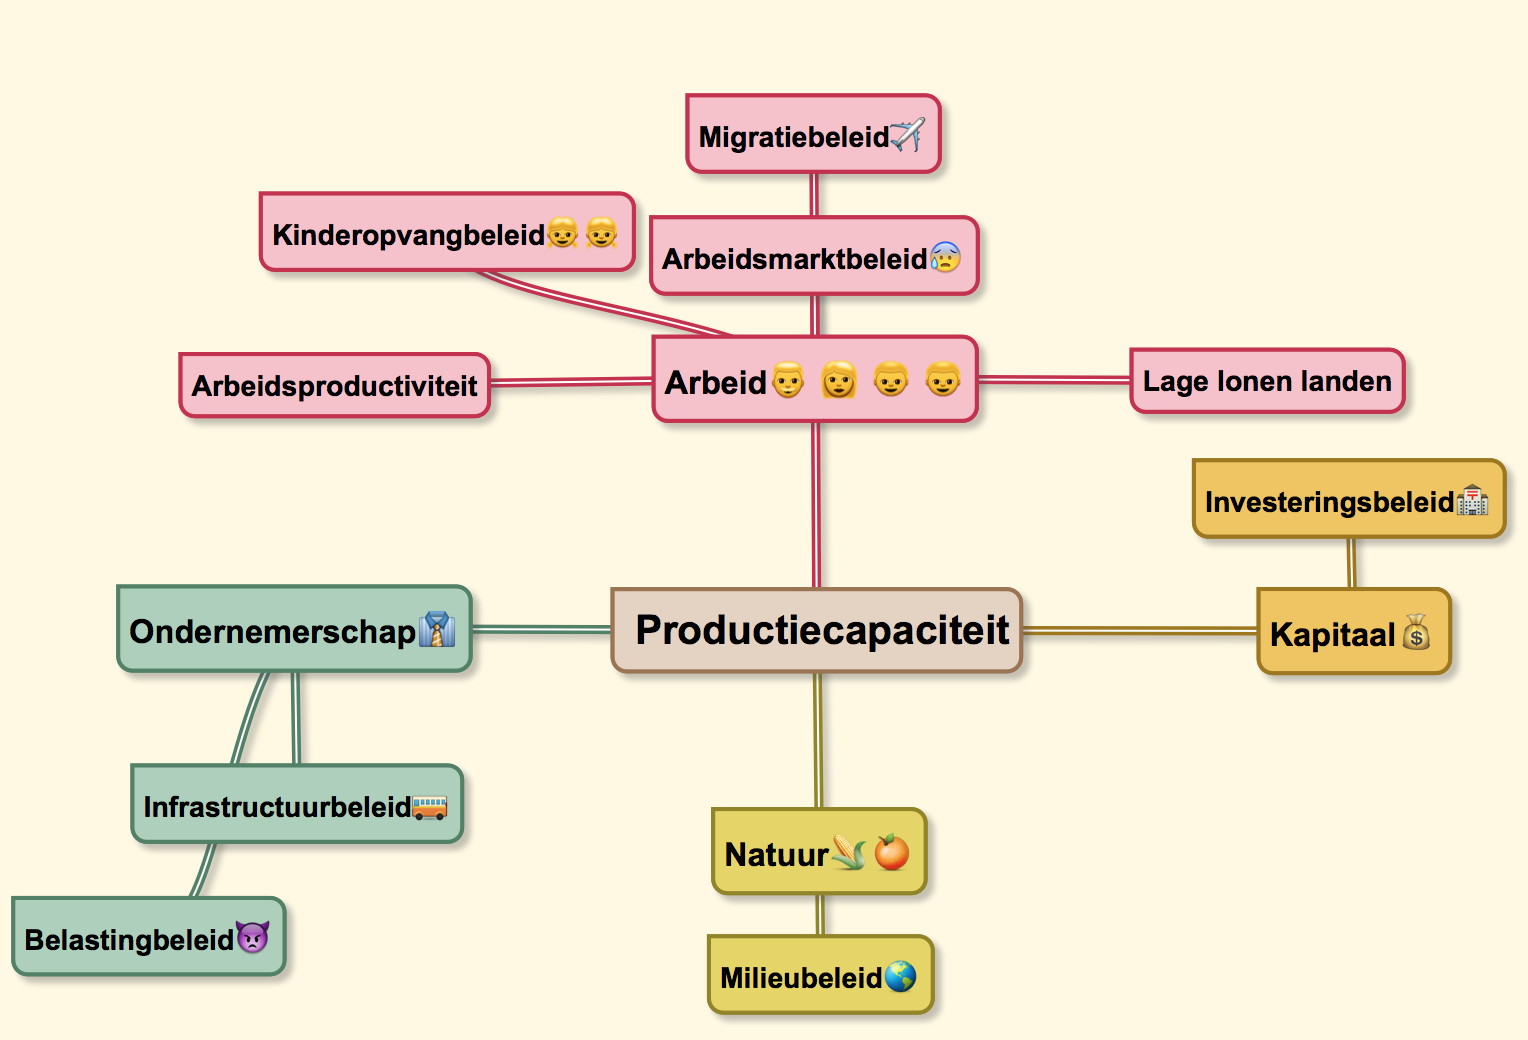 Migratiebeleid✈️
Kinderopvangbeleid👧 👧
Arbeidsmarktbeleid😰
Arbeidsproductiviteit
Arbeid👨 👩 👦 👦
Lage lonen landen
Investeringsbeleid🏣
Ondernemerschap👔
Productiecapaciteit
Kapitaal💰
Infrastructuurbeleid🚌
Natuur🌽 🍊
Belastingbeleid👿
Milieubeleid🌎